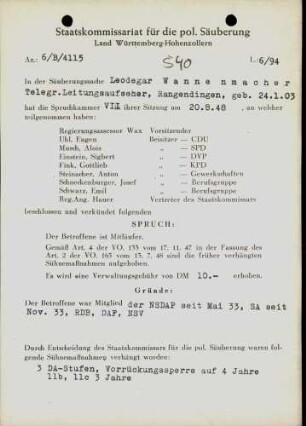 Staatskommissariat für die pol. Säuberung
Land Württemberg-Hohenzollern
Az.: 6/B/4115
540
L.6/94
In der Säuberungssache Leodegar Wannenmacher
Telegr.Leitungsaufseher, Rangendingen, geb. 24.1.03
hat die Spruchkammer VII ihrer Sitzung am 20.8.48, an welcher
teilgenommen haben:
Regierungsassessor Wax Vorsitzender
Uhl, Eugen Beisitzer — CDU
Maush, Alois „ — SPD
Einstein, Sigbert „ — DVP
Fink, Gottlieb „ — KPD
Steinacher, Anton „ — Gewerkschaften
Schneckenburger, Josef „ — Berufsgruppe
Schwarz, Emil „ — Berufsgruppe
Reg.Ang. Hauer Vertreter des Staatskommissars
beschlossen und verkündet folgenden
SPRUCH:
Der Betroffene ist Mitläufer.
Gemäß Art. 4 der VO. 133 vom 17. 11. 47 in der Fassung des
Art. 2 der VO. 165 vom 13. 7. 48 sind die früher verhängten
Sühnemaßnahmen aufgehoben.
Es wird eine Verwaltungsgebühr von DM 10.- erhoben.
Gründe:
Der Betroffene war Mitglied der NSDAP seit Mai 33, SA seit
Nov. 33, RDB, DAF, NSV
Durch Entscheidung des Staatskommissars für die pol. Säuberung waren fol-
gende Sühnemaßnahmen verhängt worden:
3 DA-Stufen, Vorrückungssperre auf 4 Jahre
11b, 11c 3 Jahre